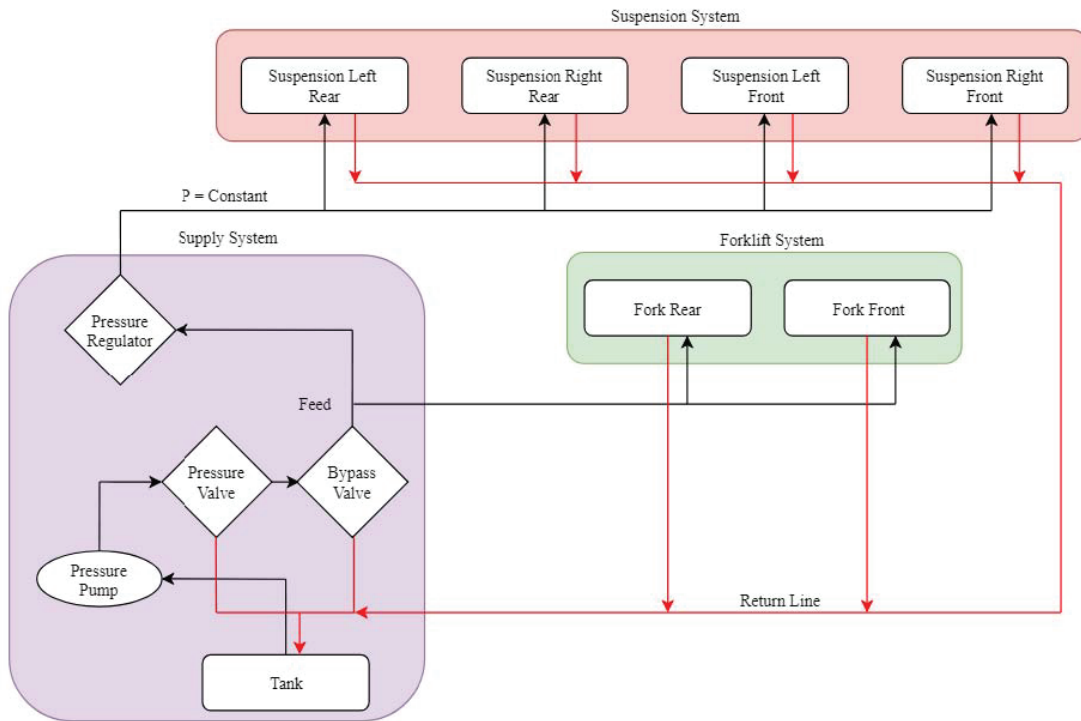 Suspension System
Suspension Left
Rear
Suspension Right
Rear
Suspension Left
Front
Suspension Right
Front
P = Constant
Supply System
Forklift System
Pressure
Regulator
Fork Rear
Fork Front
Feed
Pressure
Valve
Bypass
Valve
Pressure
Pump
Return Line
Tank